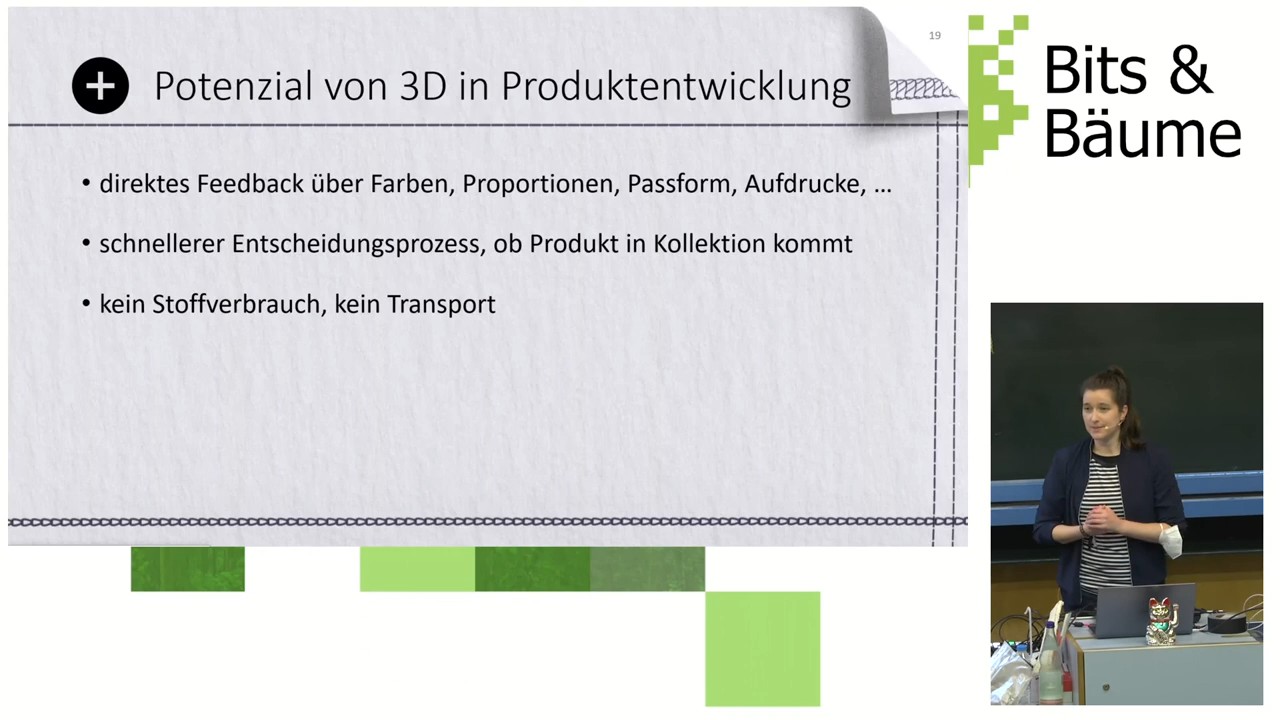 19
Potenzial von 3D in Produktentwicklung
• direktes Feedback über Farben, Proportionen, Passform, Aufdrucke, ...
• schnellerer Entscheidungsprozess, ob Produkt in Kollektion kommt
• kein Stoffverbrauch, kein Transport
Bits &
Bäume